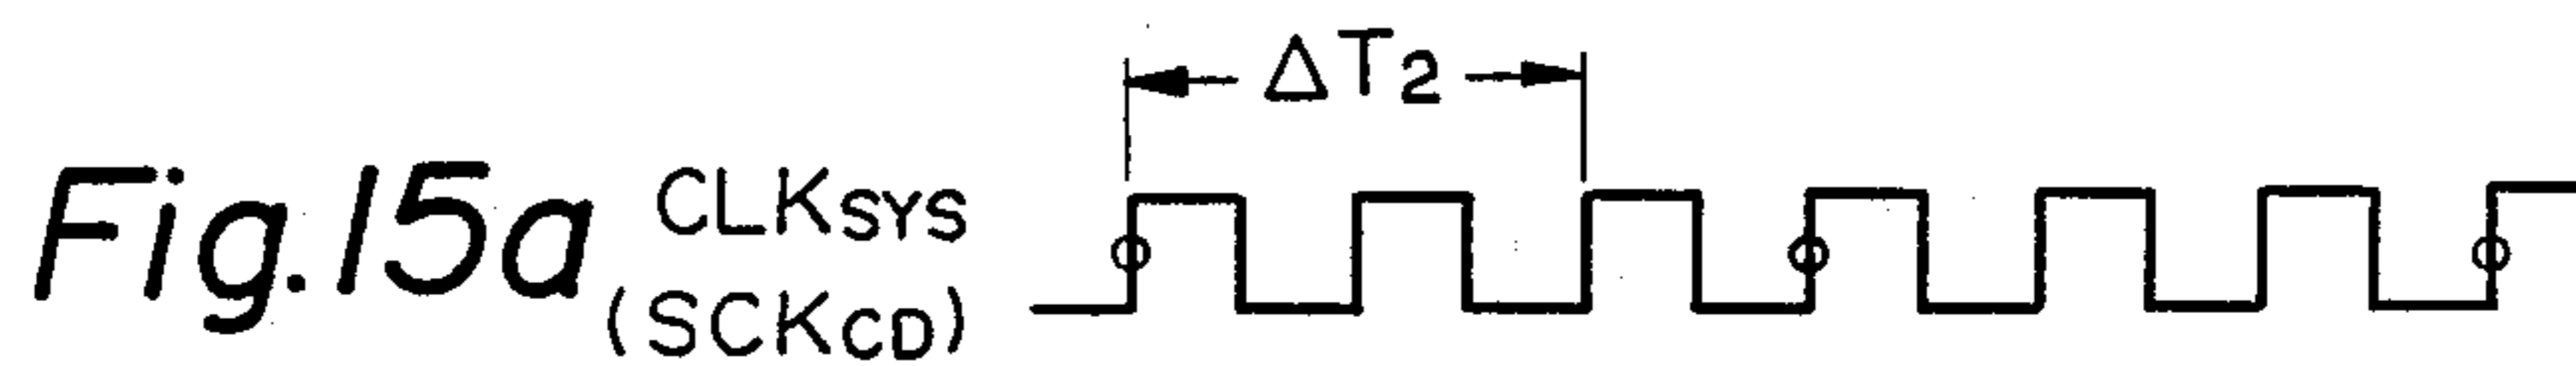 ΔT2
Fig.15a CLKSYS
(SCKCD)